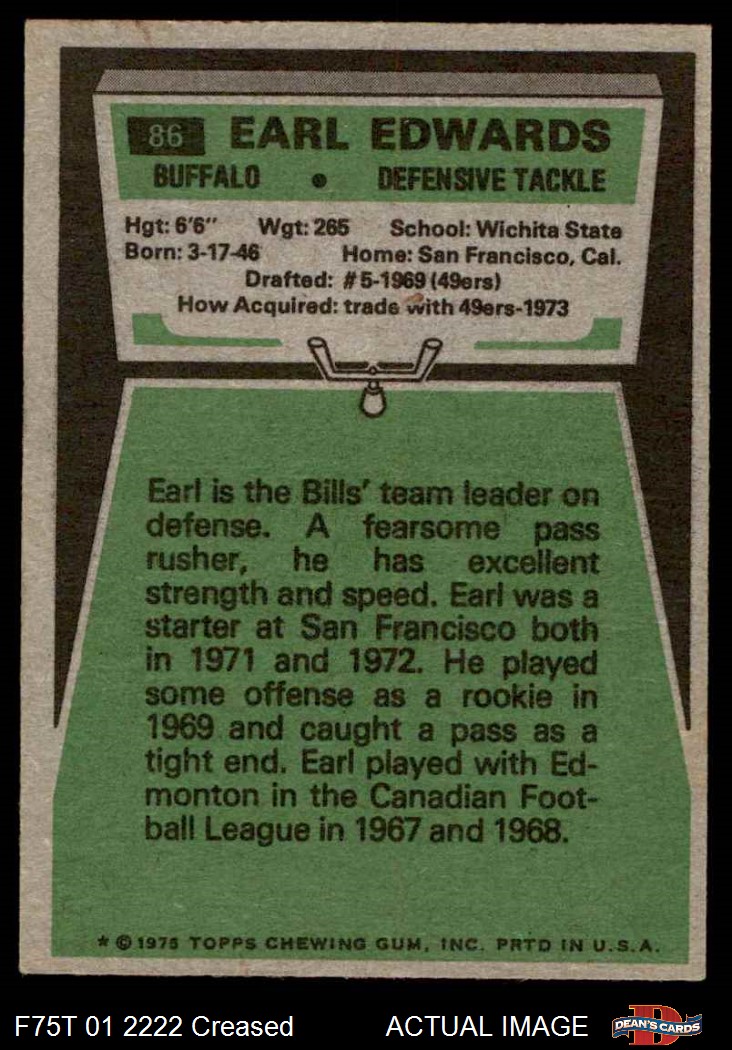 86 EARL EDWARDS
BUFFALO • DEFENSIVE TACKLE
Hgt: 6'6" Wgt: 265 School: Wichita State
Born: 3-17-46 Home: San Francisco, Cal.
Drafted: #5-1969 (49ers)
How Acquired: trade with 49ers-1973
Earl is the Bills' team leader on
defense. A fearsome pass
rusher, he has excellent
strength and speed. Earl was a
starter at San Francisco both
in 1971 and 1972. He played
some offense as a rookie in
1969 and caught a pass as a
tight end. Earl played with Ed-
monton in the Canadian Foot-
ball League in 1967 and 1968.
* © 1975 TOPPS CHEWING GUM, INC. PRTD IN U.S.A.
F75T 01 2222 Creased ACTUAL IMAGE
D
DEAN'S CARDS